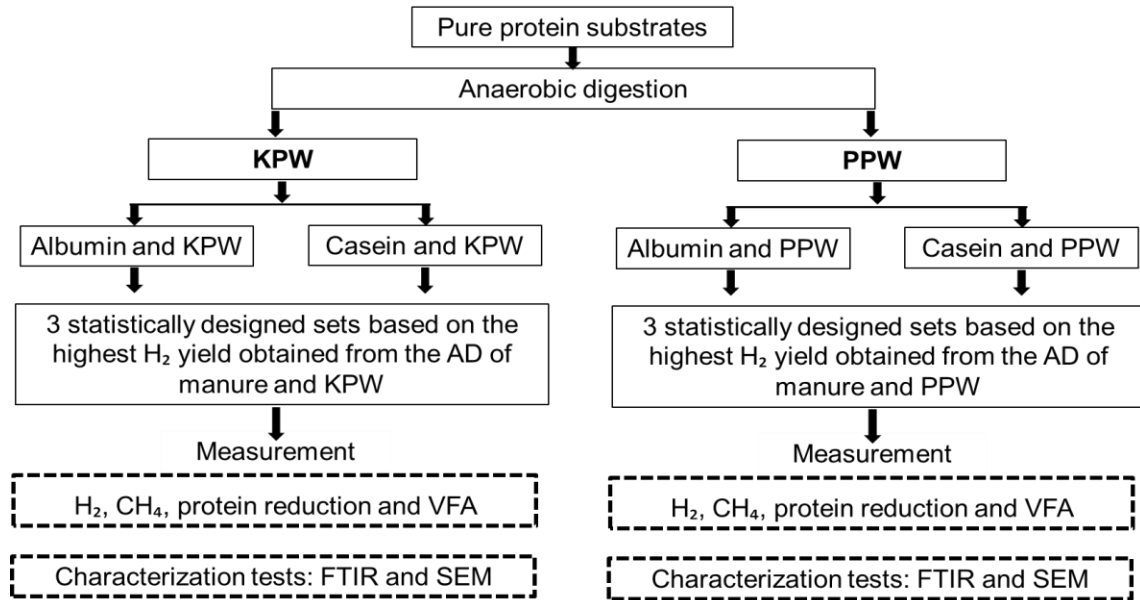 Pure protein substrates
Anaerobic digestion
KPW
PPW
Albumin and KPW
Casein and KPW
Albumin and PPW
Casein and PPW
3 statistically designed sets based on the
highest H₂ yield obtained from the AD of
manure and KPW
3 statistically designed sets based on the
highest H₂ yield obtained from the AD of
manure and PPW
Measurement
Measurement
H₂, CH₄, protein reduction and VFA
H₂, CH₄, protein reduction and VFA
Characterization tests: FTIR and SEM
Characterization tests: FTIR and SEM